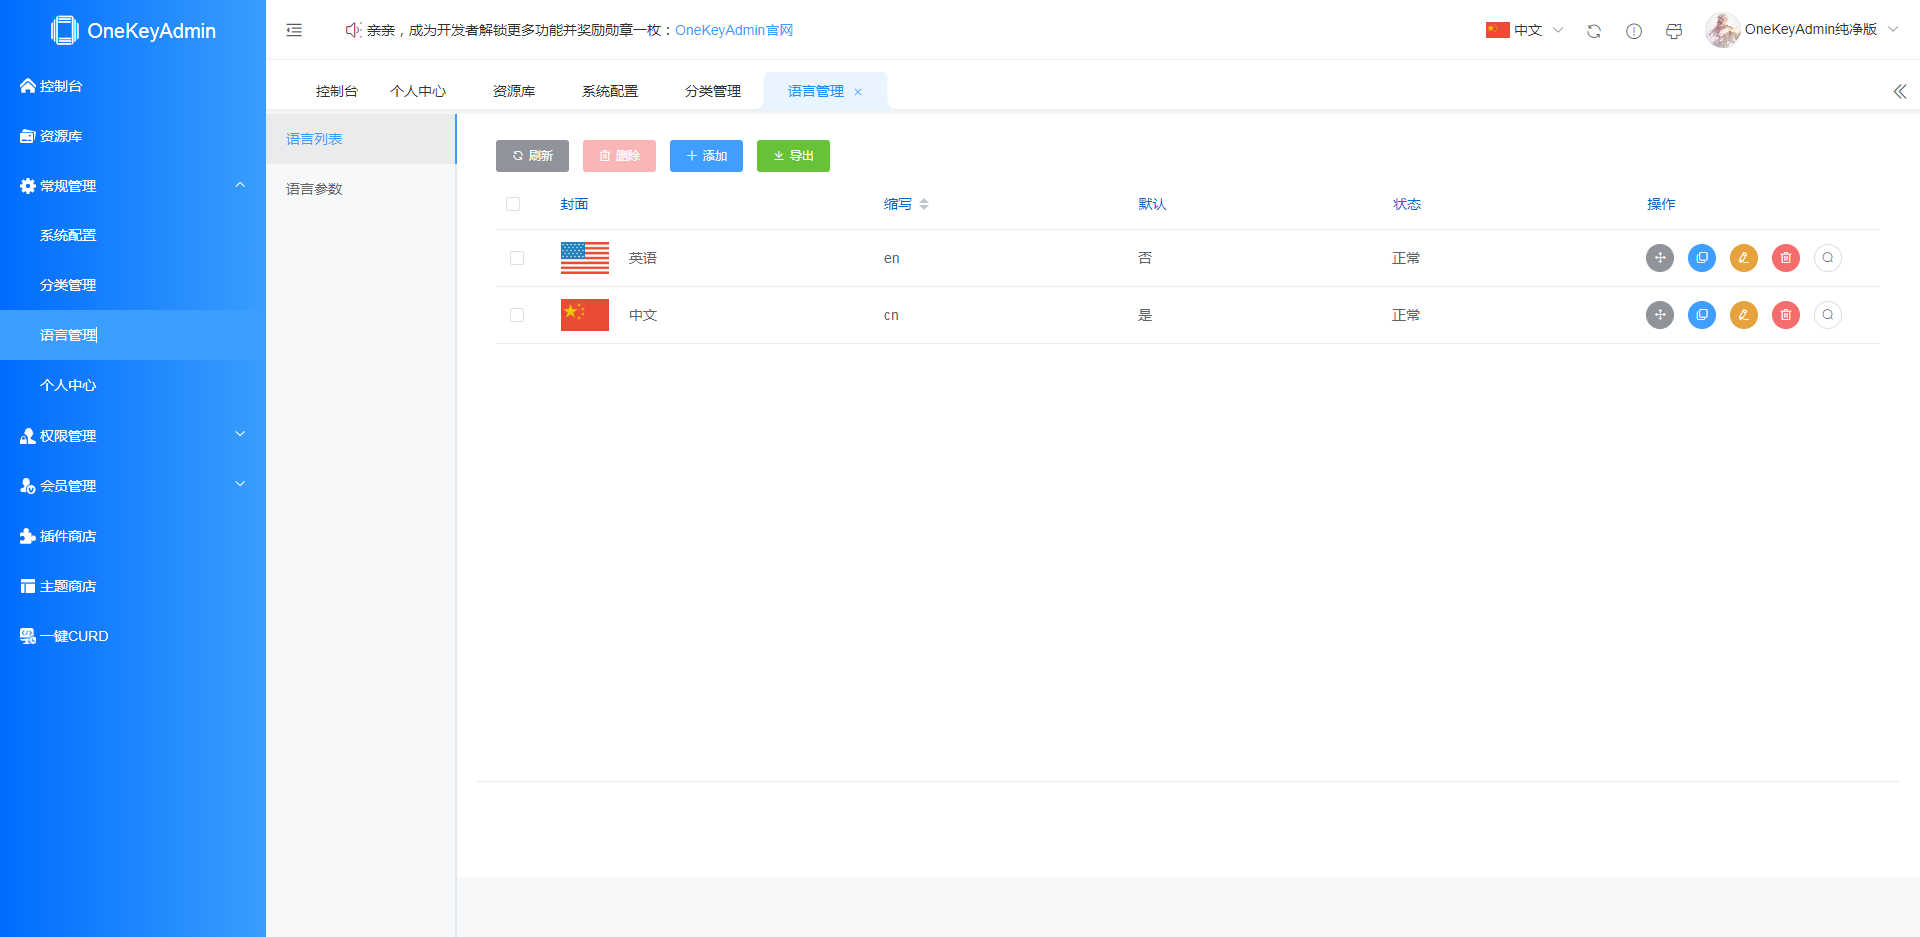 OneKeyAdmin
控制台
资源库
常规管理
系统配置
分类管理
语言管理
个人中心
权限管理
会员管理
插件商店
主题商店
一键CURD
亲亲，成为开发者解锁更多功能并奖励勋章一枚：OneKeyAdmin官网
中文
OneKeyAdmin纯净版
控制台 个人中心 资源库 系统配置 分类管理 语言管理
语言列表
语言参数
刷新 删除 添加 导出
封面 缩写 默认 状态 操作
英语 en 否 正常
中文 cn 是 正常